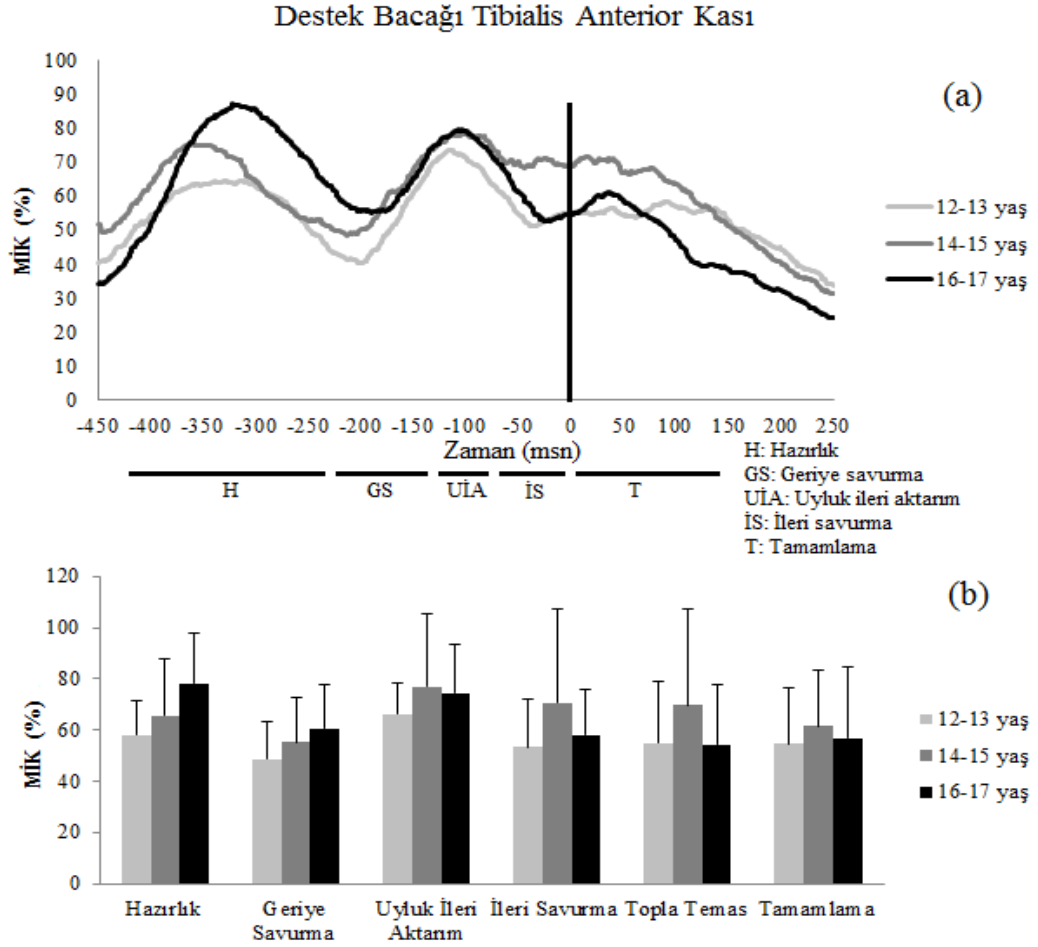 Destek Bacağı Tibialis Anterior Kası
(a)
MİK (%)
100
90
80
70
60
50
40
30
20
10
0
-450 -400 -350 -300 -250 -200 -150 -100 -50 0 50 100 150 200 250
Zaman (msn)
12-13 yaş
14-15 yaş
16-17 yaş
H GS UİA İS T
H: Hazırlık
GS: Geriye savurma
UİA: Uyluk ileri aktarım
İS: İleri savurma
T: Tamamlama
(b)
MİK (%)
120
100
80
60
40
20
0
Hazırlık Geriye Savurma Uyluk İleri Aktarım İleri Savurma Topla Temas Tamamlama
12-13 yaş
14-15 yaş
16-17 yaş